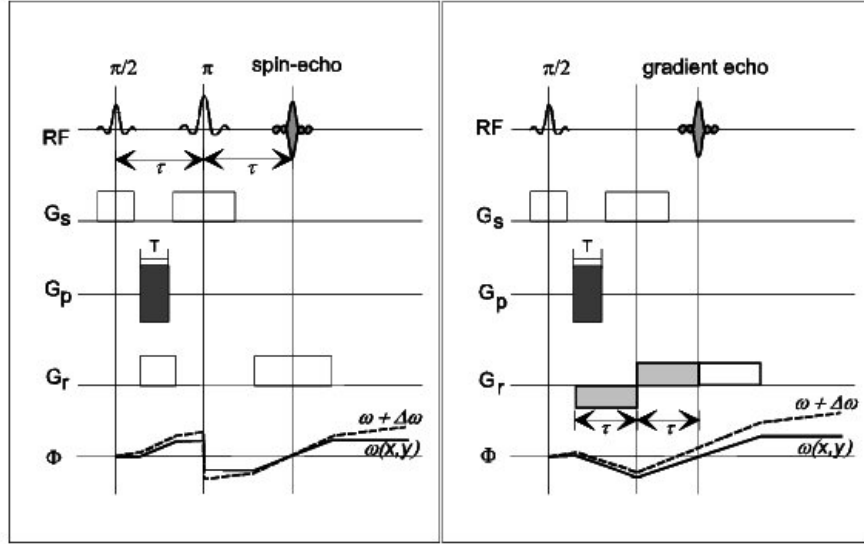 π/2 π spin-echo
RF
τ τ
Gs
T
Gp
Gr
ω + Δω
Φ
ω(x,y)
π/2 gradient echo
RF
Gs
T
Gp
Gr
τ τ
ω + Δω
Φ
ω(x,y)